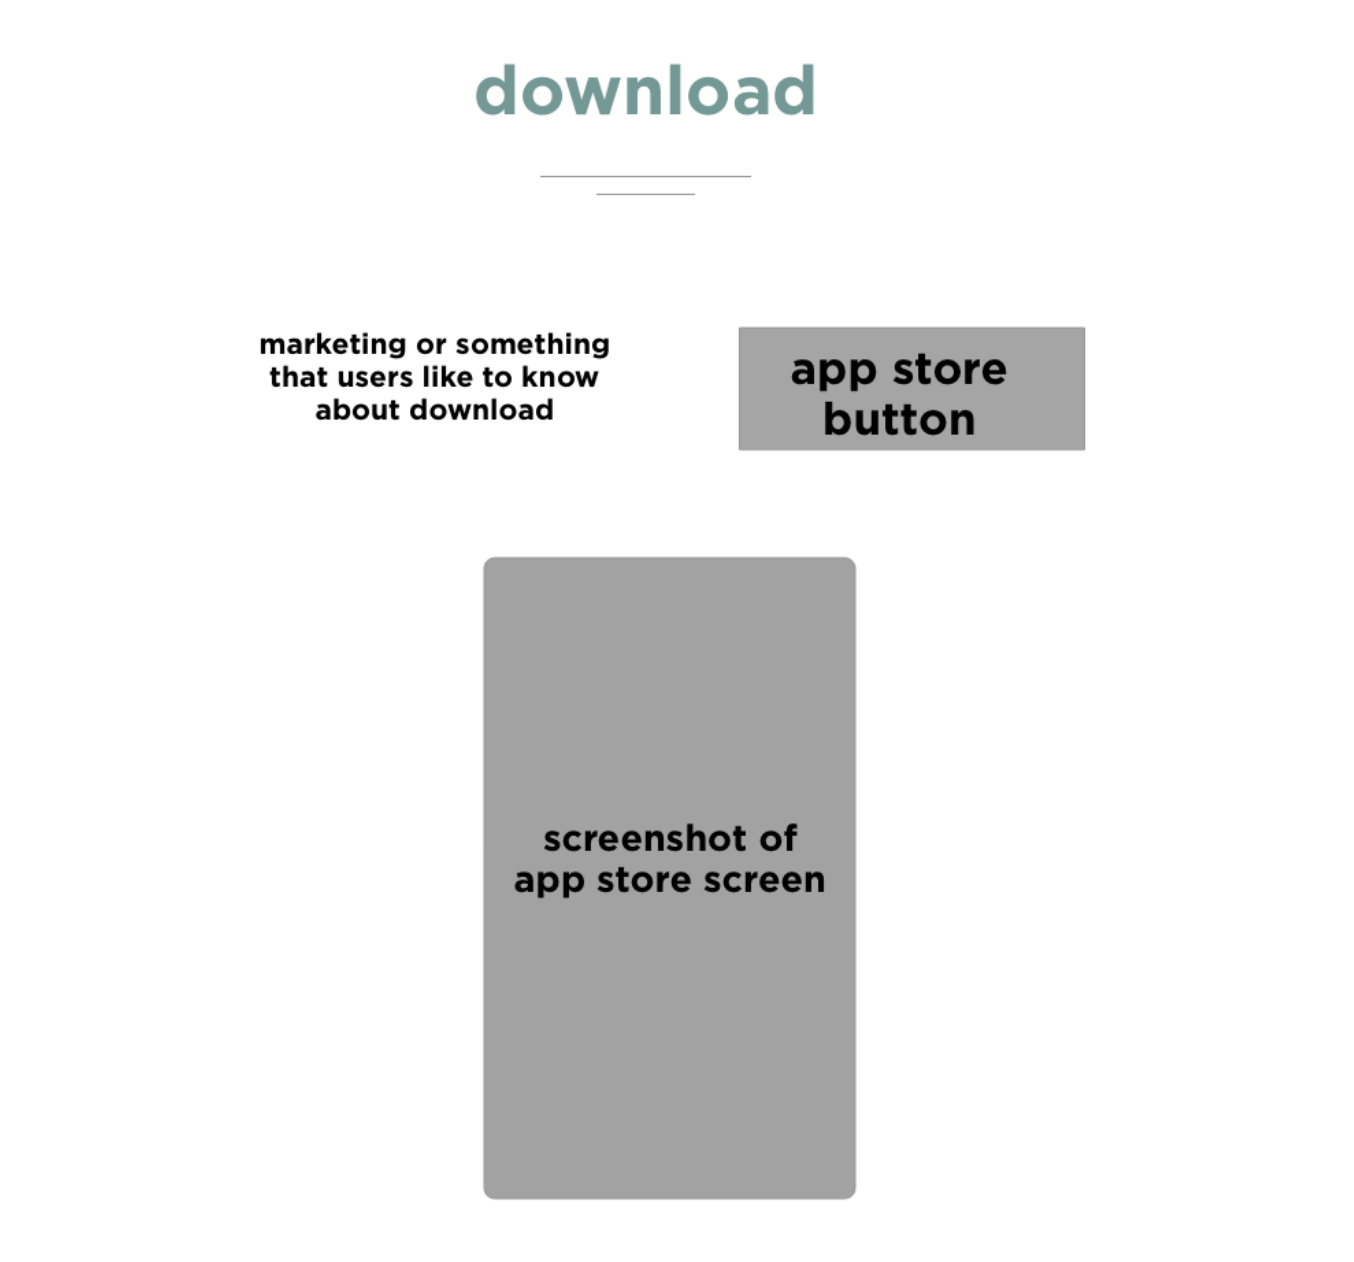 download
marketing or something
that users like to know
about download
app store
button
screenshot of
app store screen